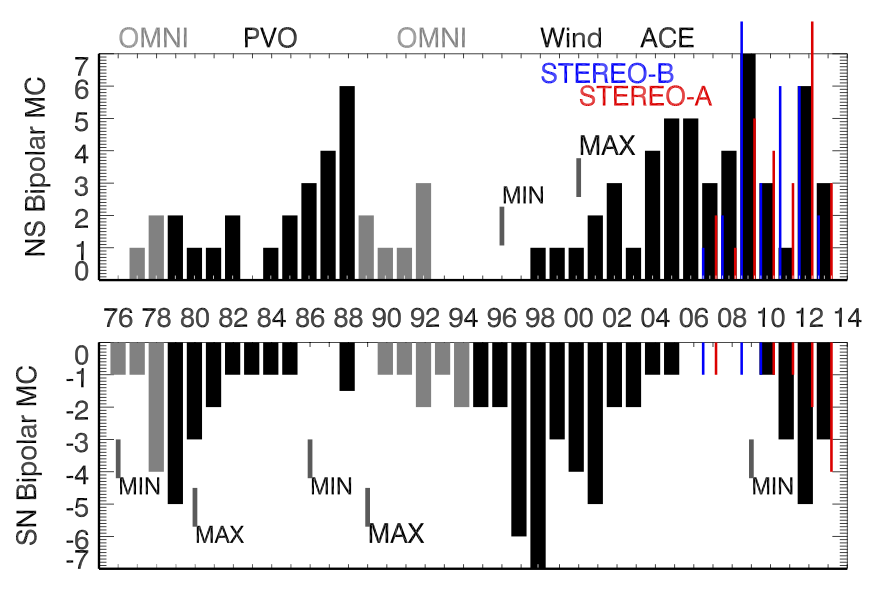 OMNI PVO OMNI Wind ACE
STEREO-B
STEREO-A
NS Bipolar MC
7
6
5
4
3
2
1
0
MAX
MIN
76 78 80 82 84 86 88 90 92 94 96 98 00 02 04 06 08 10 12 14
SN Bipolar MC
0
-1
-2
-3
-4
-5
-6
-7
MIN MIN MIN
MAX MAX